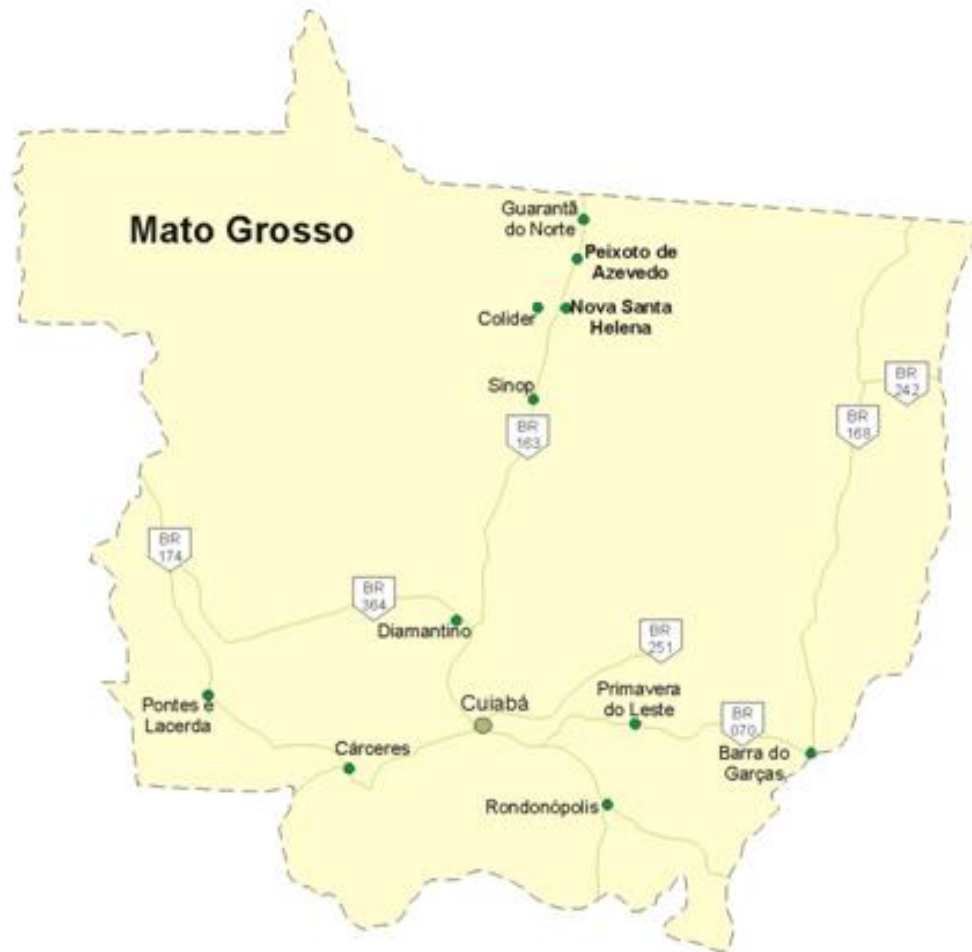 Mato Grosso
Guarantã
do Norte
Peixoto de
Azevedo
Colider
Nova Santa
Helena
Sinop
BR
242
BR
168
BR
163
BR
174
BR
364
Diamantino
BR
251
Pontes e
Lacerda
Cuiabá
Primavera
do Leste
BR
070
Cárceres
Barra do
Garças
Rondonópolis